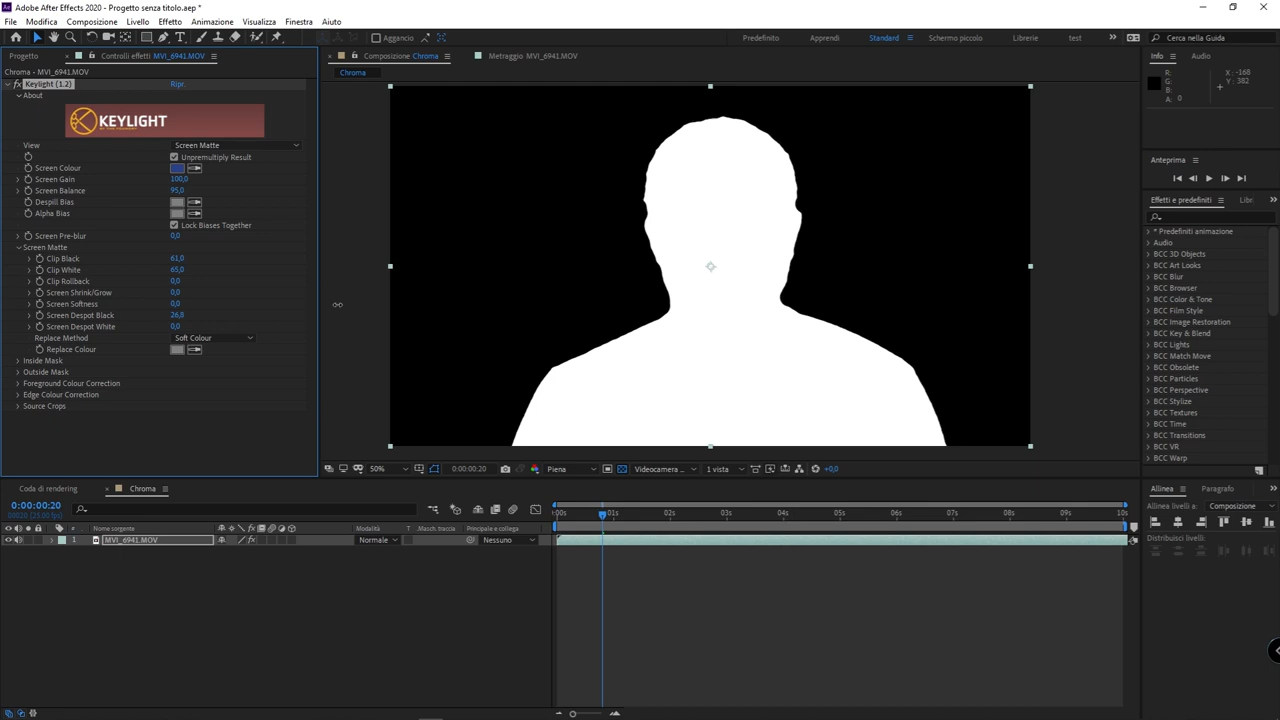 Adobe After Effects 2020 - Progetto senza titolo.aep *
File Modifica Composizione Livello Effetto Animazione Visualizza Finestra Aiuto
Aggancio Predefinito Apprendi Standard Schermo piccolo Librerie test Cerca nella Guida
Progetto Controlli effetti MVI_6941.MOV Composizione Chroma Metraggio MVI_6941.MOV Info Audio
Chroma - MVI_6941.MOV
Chroma
R: X: -168
G: Y: 382
B:
A: 0
fx Keylight (1.2) Ripr.
About
KEYLIGHT
View Screen Matte
Unpremultiply Result
Screen Colour
Screen Gain 100,0
Screen Balance 95,0
Despill Bias
Alpha Bias
Lock Biases Together
Screen Pre-blur 0,0
Screen Matte
Clip Black 61,0
Clip White 65,0
Clip Rollback 0,0
Screen Shrink/Grow 0,0
Screen Softness 0,0
Screen Despot Black 26,8
Screen Despot White 0,0
Replace Method Soft Colour
Replace Colour
Inside Mask
Outside Mask
Foreground Colour Correction
Edge Colour Correction
Source Crops
Anteprima
Effetti e predefiniti Libri
* Predefiniti animazione
Audio
BCC 3D Objects
BCC Art Looks
BCC Blur
BCC Browser
BCC Color & Tone
BCC Film Style
BCC Image Restoration
BCC Key & Blend
BCC Lights
BCC Match Move
BCC Obsolete
BCC Particles
BCC Perspective
BCC Stylize
BCC Textures
BCC Time
BCC Transitions
BCC VR
BCC Warp
50% 0:00:00:20 Piena Videocamera ... 1 vista +0,0
Coda di rendering Chroma
0:00:00:20
00020 (25.00 fps)
Nome sorgente Modalità T Masch. traccia Principale e collega
1 MVI_6941.MOV Normale Nessuno
:00s 01s 02s 03s 04s 05s 06s 07s 08s 09s 10s
Allinea Paragrafo
Allinea livelli a: Composizione
Distribuisci livelli: